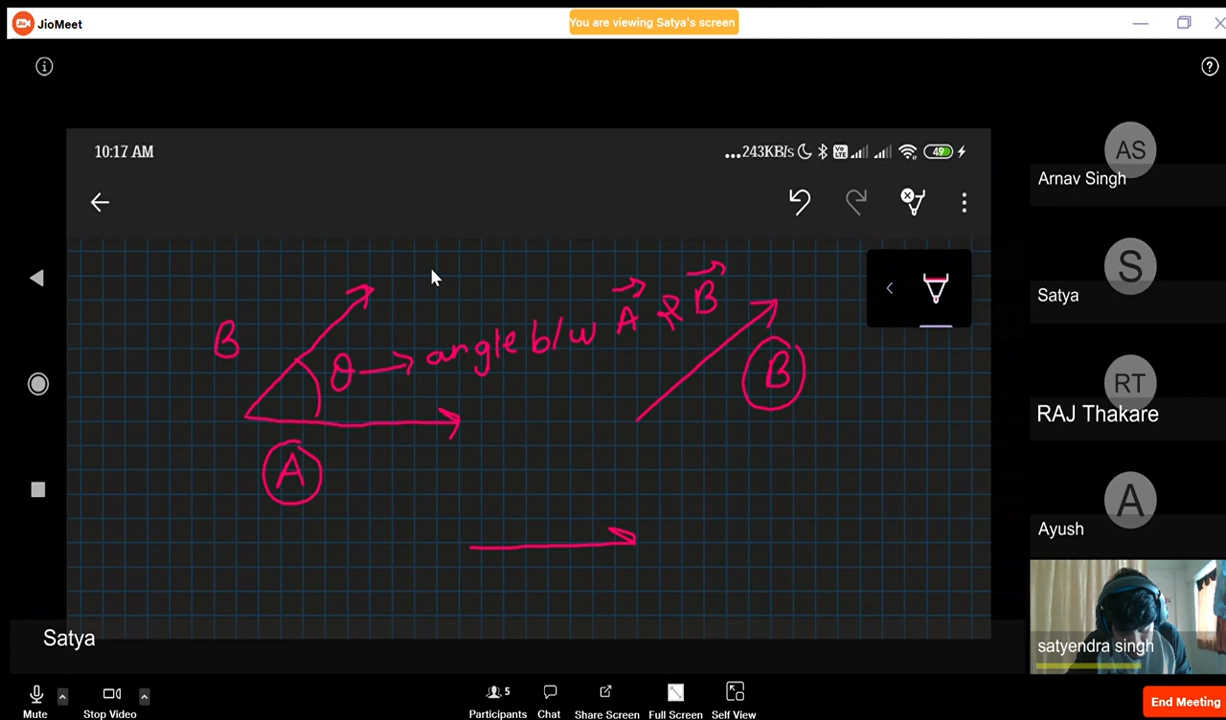 JioMeet
You are viewing Satya's screen
10:17 AM
...243KB/s
49
AS
Arnav Singh
S
Satya
RT
RAJ Thakare
A
Ayush
satyendra singh
B
θ → angle b/w A⃗ & B⃗
B
A
Satya
Mute
Stop Video
Participants 5
Chat
Share Screen
Full Screen
Self View
End Meeting